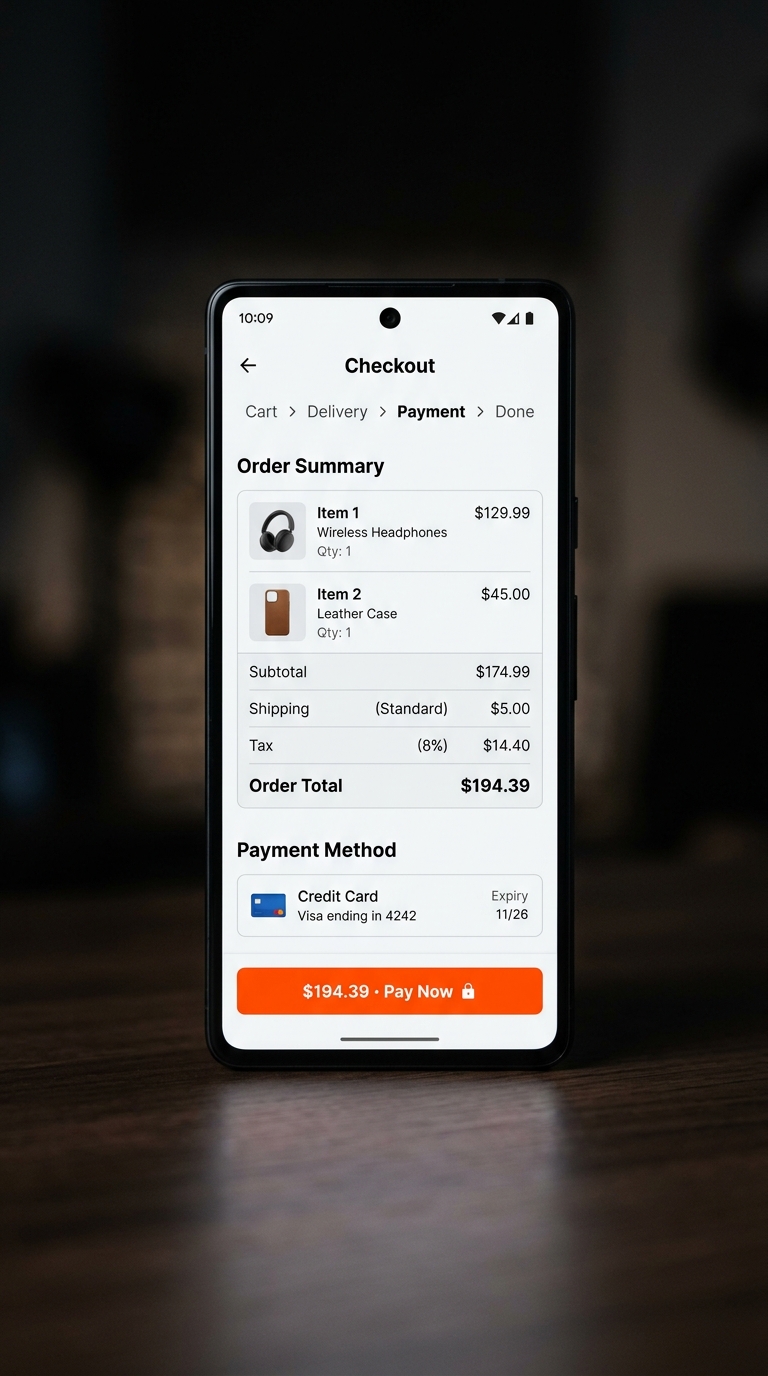 10:09
Checkout
Cart > Delivery > Payment > Done
Order Summary
Item 1 $129.99
Wireless Headphones
Qty: 1
Item 2 $45.00
Leather Case
Qty: 1
Subtotal $174.99
Shipping (Standard) $5.00
Tax (8%) $14.40
Order Total $194.39
Payment Method
Credit Card Expiry
Visa ending in 4242 11/26
$194.39 • Pay Now